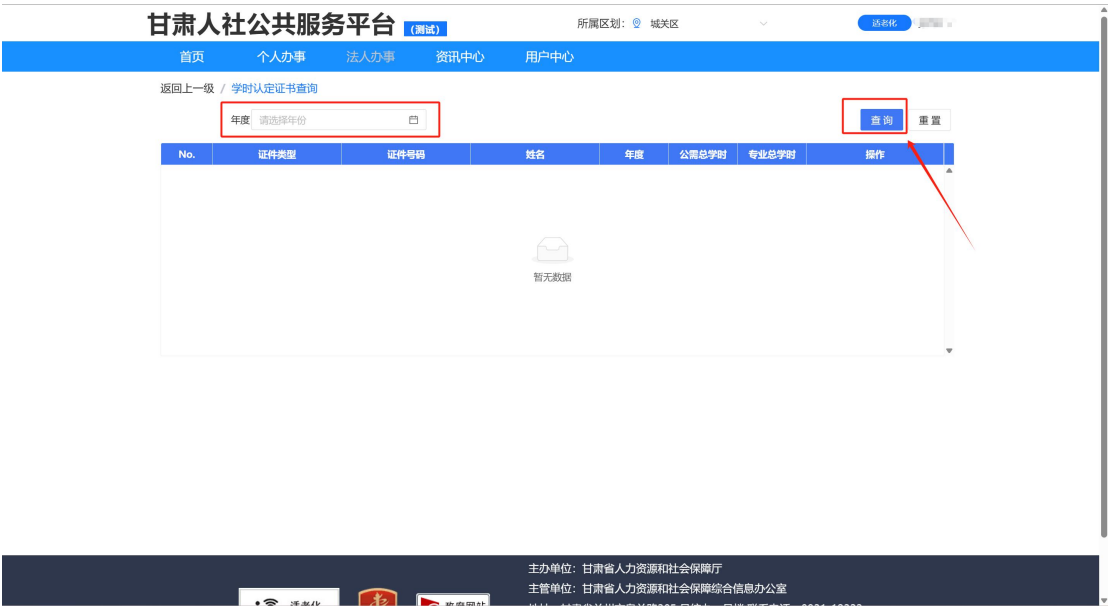 甘肃人社公共服务平台 (测试) 所属区划: 城关区 适老化
首页 个人办事 法人办事 资讯中心 用户中心
返回上一级 / 学时认定证书查询
年度 请选择年份 查询 重置
No. 证件类型 证件号码 姓名 年度 公需总学时 专业总学时 操作
暂无数据
主办单位：甘肃省人力资源和社会保障厅
主管单位：甘肃省人力资源和社会保障综合信息办公室
适老化